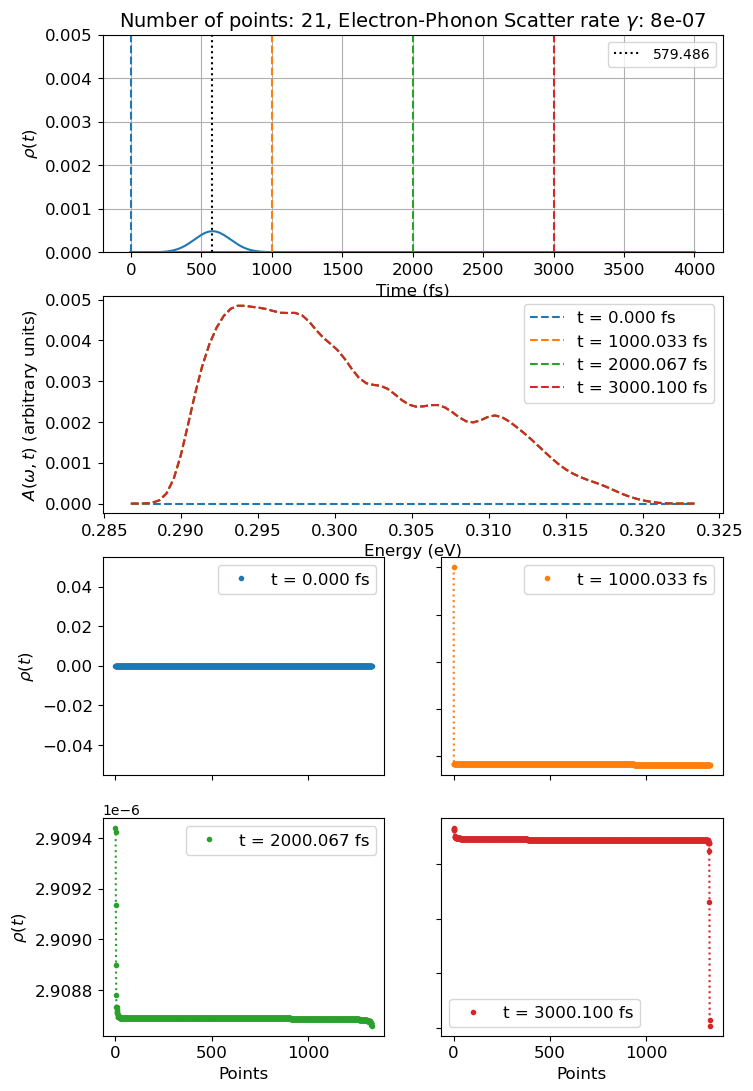 Number of points: 21, Electron-Phonon Scatter rate γ: 8e-07
0.005
0.004
0.003
0.002
0.001
0.000
ρ(t)
579.486
0 500 1000 1500 2000 2500 3000 3500 4000
Time (fs)
0.005
0.004
0.003
0.002
0.001
0.000
A(ω, t) (arbitrary units)
t = 0.000 fs
t = 1000.033 fs
t = 2000.067 fs
t = 3000.100 fs
0.285 0.290 0.295 0.300 0.305 0.310 0.315 0.322 0.325
Energy (eV)
0.04
0.02
0.00
−0.02
−0.04
ρ(t)
t = 0.000 fs
t = 1000.033 fs
1e−6
2.9094
2.9092
2.9090
2.9088
ρ(t)
t = 2000.067 fs
t = 3000.100 fs
0 500 1000
Points
0 500 1000
Points